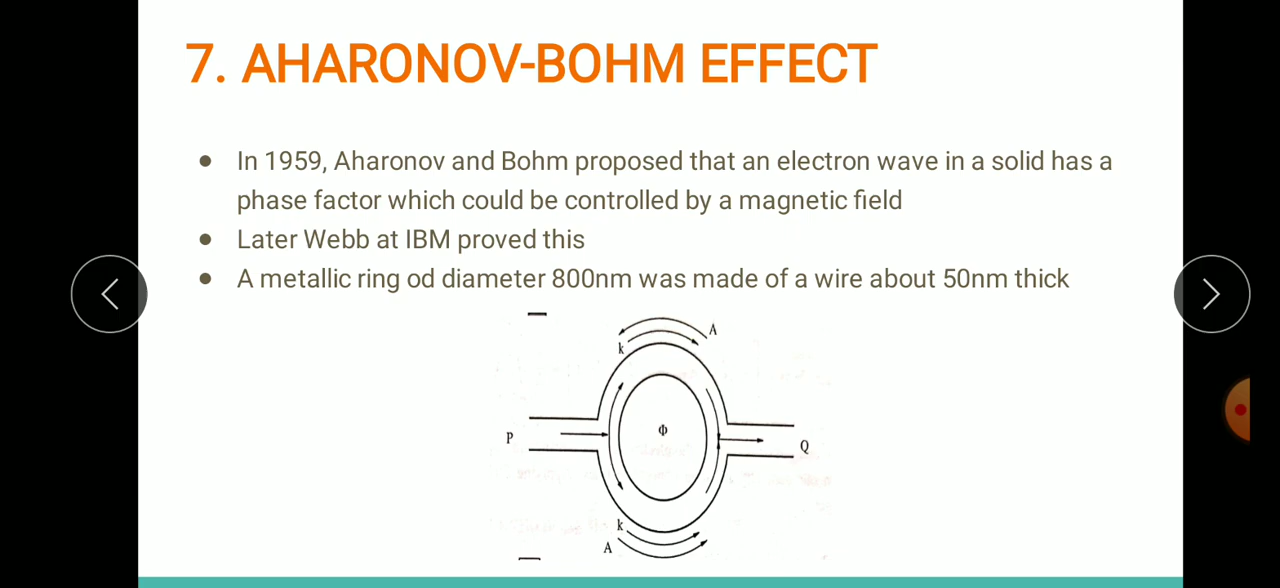 7. AHARONOV-BOHM EFFECT
● In 1959, Aharonov and Bohm proposed that an electron wave in a solid has a
phase factor which could be controlled by a magnetic field
● Later Webb at IBM proved this
● A metallic ring od diameter 800nm was made of a wire about 50nm thick
A
k
Φ
P
Q
k
A